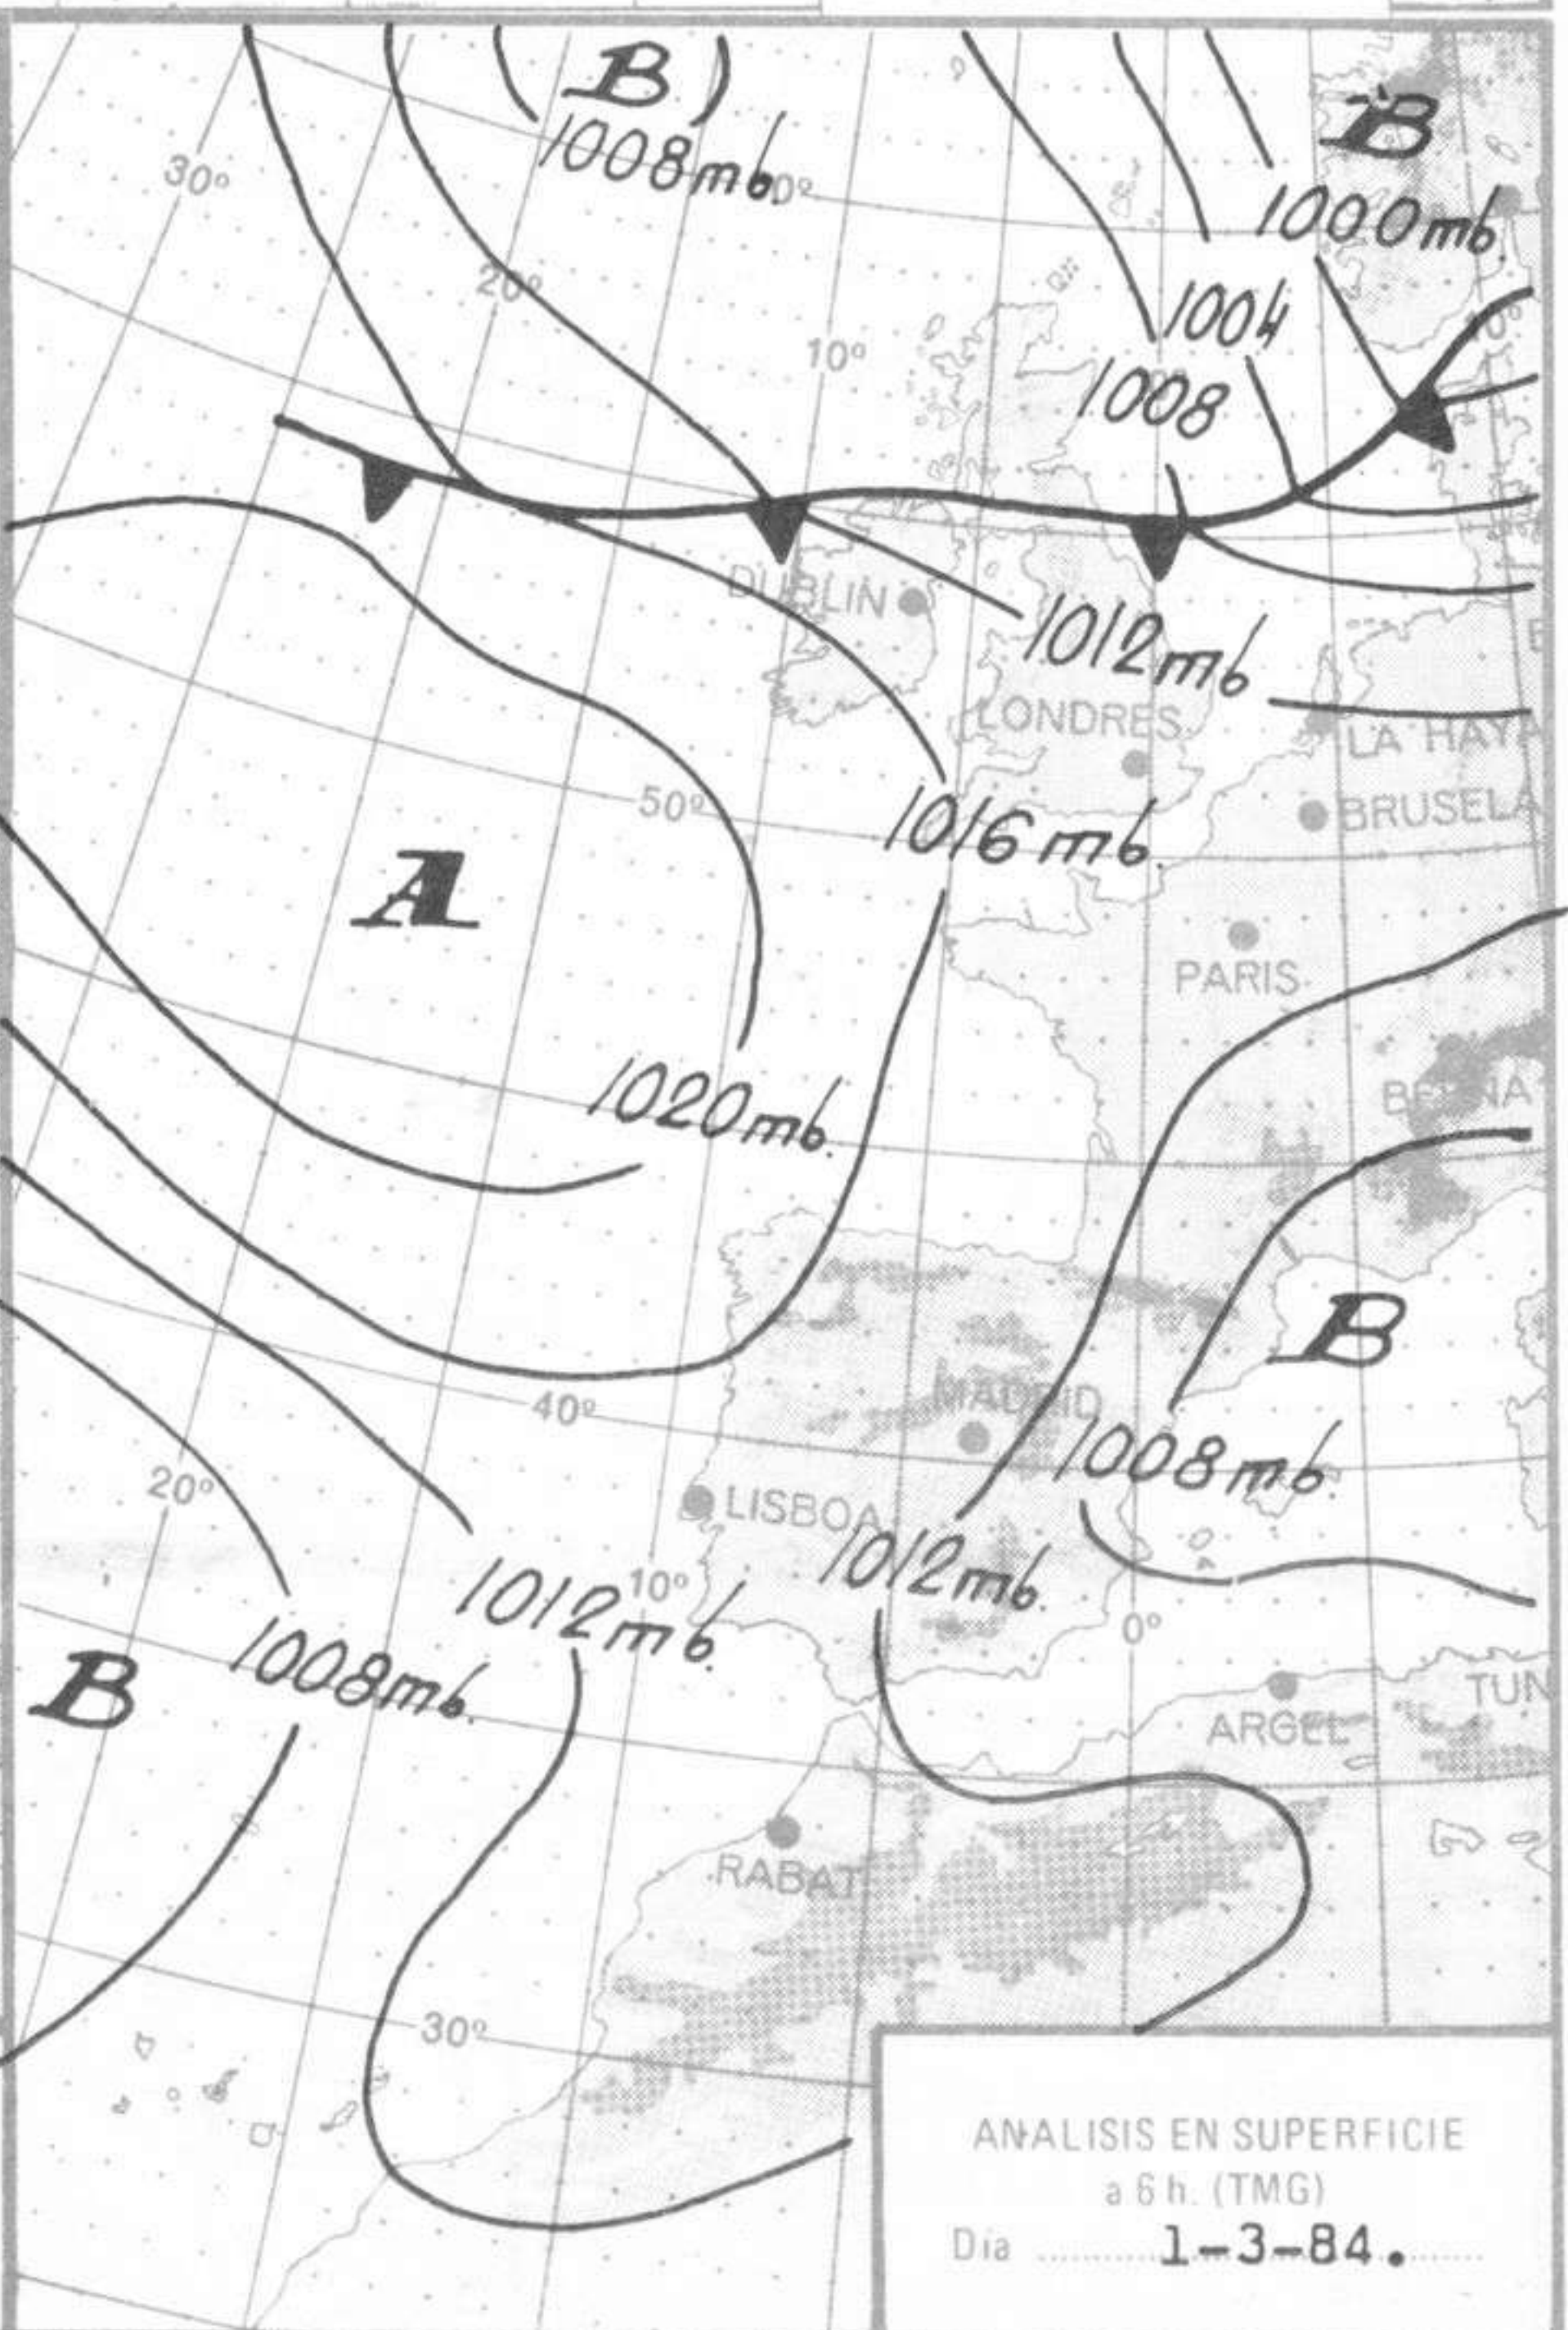 B
1008mb.
B
30º
1000mb.
20º
1004
10º
10º
1008
DUBLIN
1012mb
LONDRES
LA HAYA
50º
1016mb.
BRUSELA
A
PARIS
1020mb.
BERNA
B
40º
MADRID
1008mb.
20º
LISBOA
1012mb.
10º
1012mb.
0º
1008mb.
B
TUN
ARGEL
RABAT
30º
ANALISIS EN SUPERFICIE
a 6 h. (TMG)
Día 1-3-84.